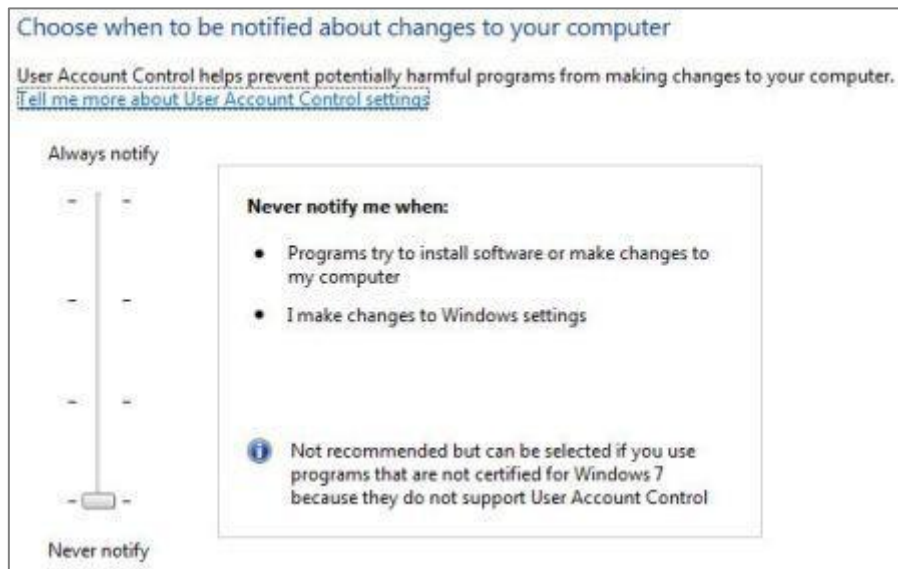 Choose when to be notified about changes to your computer
User Account Control helps prevent potentially harmful programs from making changes to your computer.
Tell me more about User Account Control settings
Always notify
Never notify me when:
• Programs try to install software or make changes to
my computer
• I make changes to Windows settings
Not recommended but can be selected if you use
programs that are not certified for Windows 7
because they do not support User Account Control
Never notify